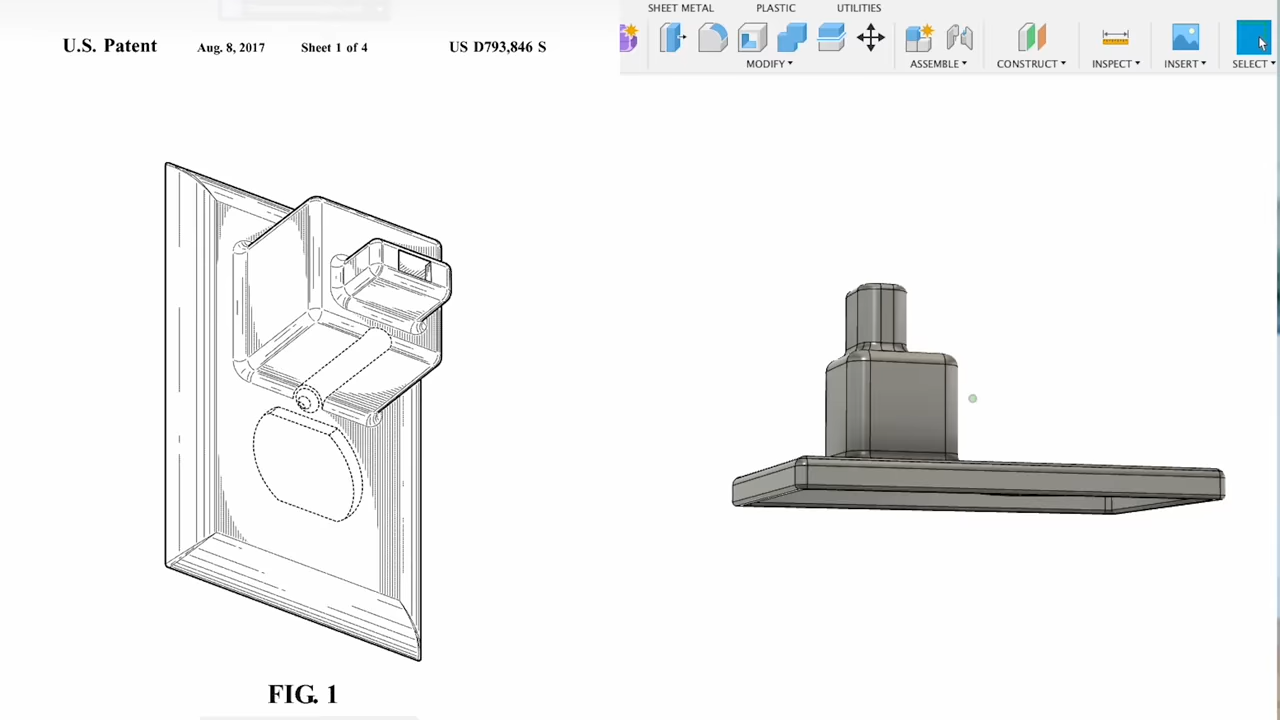 U.S. Patent Aug. 8, 2017 Sheet 1 of 4 US D793,846 S
FIG. 1
SHEET METAL PLASTIC UTILITIES
MODIFY ASSEMBLE CONSTRUCT INSPECT INSERT SELECT